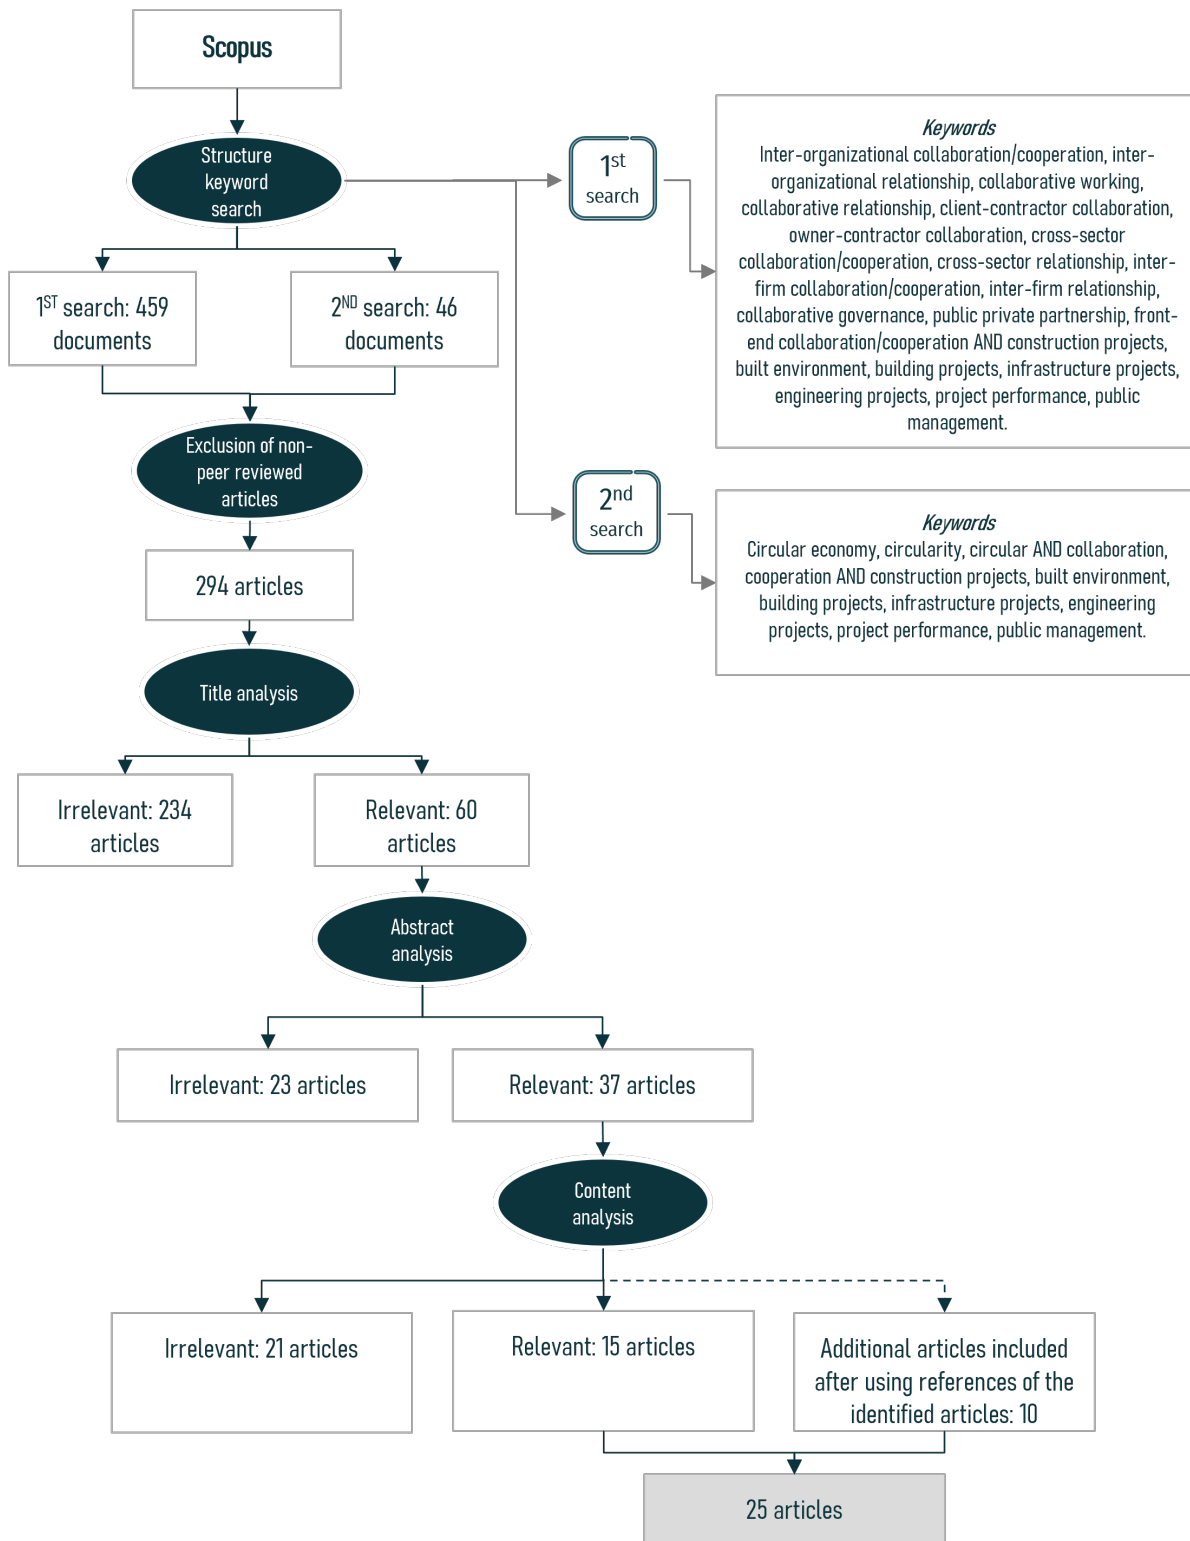 Scopus
Structure
keyword
search
1ST search: 459
documents
2ND search: 46
documents
1st
search
Keywords
Inter-organizational collaboration/cooperation, inter-
organizational relationship, collaborative working,
collaborative relationship, client-contractor collaboration,
owner-contractor collaboration, cross-sector
collaboration/cooperation, cross-sector relationship, inter-
firm collaboration/cooperation, inter-firm relationship,
collaborative governance, public private partnership, front-
end collaboration/cooperation AND construction projects,
built environment, building projects, infrastructure projects,
engineering projects, project performance, public
management.
Exclusion of non-
peer reviewed
articles
2nd
search
Keywords
Circular economy, circularity, circular AND collaboration,
cooperation AND construction projects, built environment,
building projects, infrastructure projects, engineering
projects, project performance, public management.
294 articles
Title analysis
Irrelevant: 234
articles
Relevant: 60
articles
Abstract
analysis
Irrelevant: 23 articles
Relevant: 37 articles
Content
analysis
Irrelevant: 21 articles
Relevant: 15 articles
Additional articles included
after using references of the
identified articles: 10
25 articles